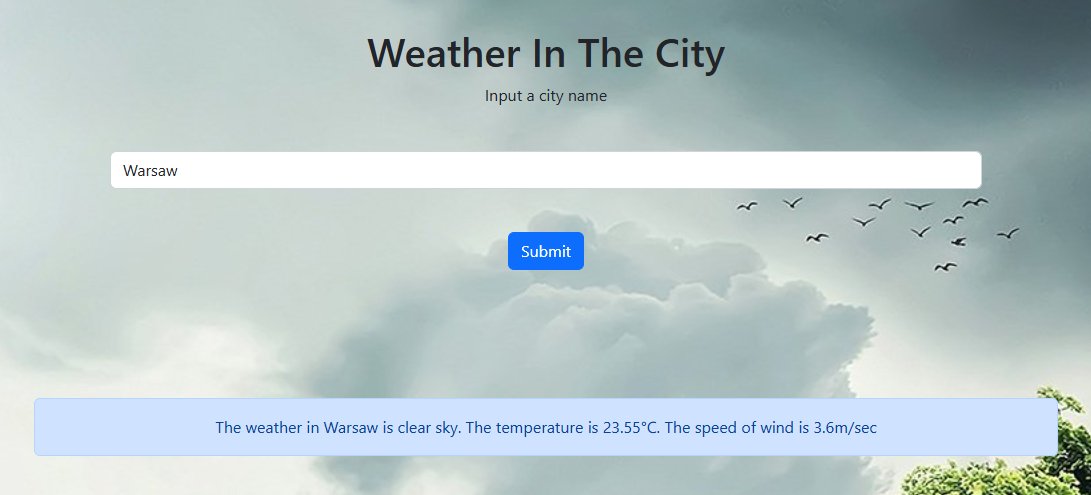 Weather In The City
Input a city name
Warsaw
Submit
The weather in Warsaw is clear sky. The temperature is 23.55°C. The speed of wind is 3.6m/sec